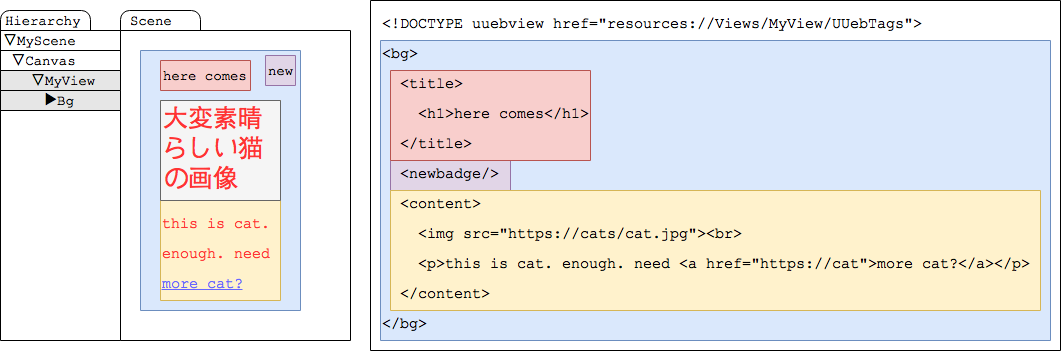 Hierarchy
▽MyScene
▽Canvas
▽MyView
▶Bg
Scene
here comes
new
大変素晴
らしい猫
の画像
this is cat.
enough. need
more cat?
<!DOCTYPE uuebview href="resources://Views/MyView/UUebTags">
<bg>
<title>
<h1>here comes</h1>
</title>
<newbadge/>
<content>
<img src="https://cats/cat.jpg"><br>
<p>this is cat. enough. need <a href="https://cat">more cat?</a></p>
</content>
</bg>